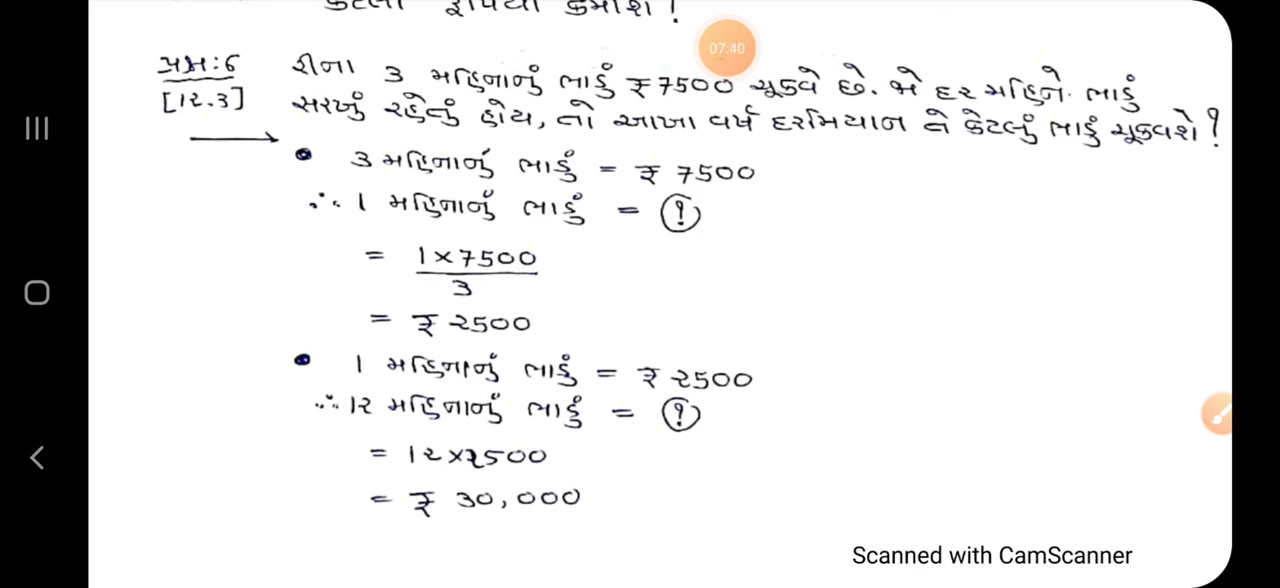 કેટલા રૂપિયા કમાશે?
07:40
પ્રશ્ન:6 રીના 3 મહિનાનું ભાડું ₹ 7500 ચૂકવે છે. જો દર મહિને ભાડું
[12.3] સરખું રહેતું હોય, તો આખા વર્ષ દરમિયાન તે કેટલું ભાડું ચૂકવશે?
• 3 મહિનાનું ભાડું = ₹ 7500
∴ 1 મહિનાનું ભાડું = ?
= 1 × 7500
3
= ₹ 2500
• 1 મહિનાનું ભાડું = ₹ 2500
∴ 12 મહિનાનું ભાડું = ?
= 12 × 2500
= ₹ 30,000
Scanned with CamScanner